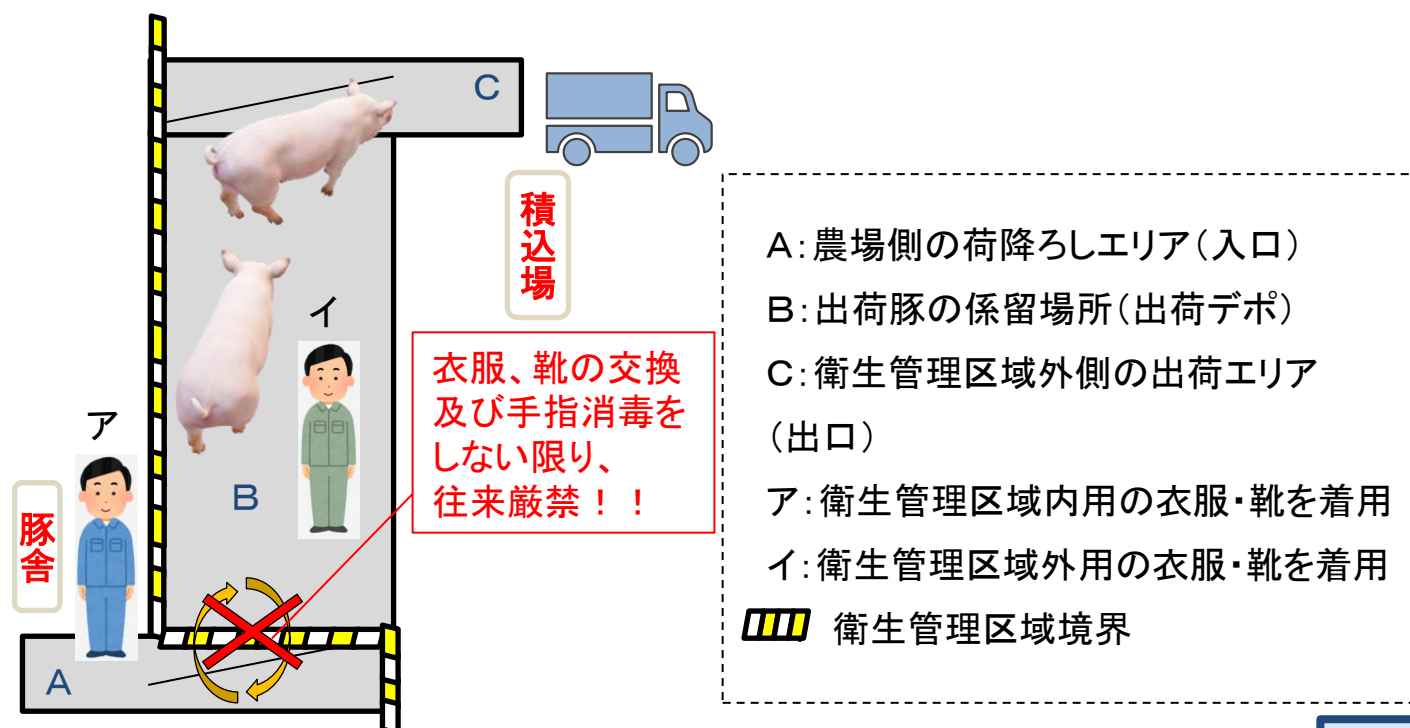 C
積込場
イ
衣服、靴の交換
及び手指消毒を
しない限り、
往来厳禁！！
ア
B
豚舎
A
A：農場側の荷降ろしエリア（入口）
B：出荷豚の係留場所（出荷デポ）
C：衛生管理区域外側の出荷エリア
（出口）
ア：衛生管理区域内用の衣服・靴を着用
イ：衛生管理区域外用の衣服・靴を着用
衛生管理区域境界